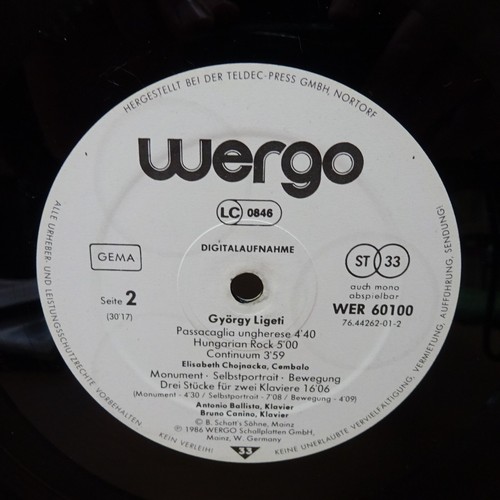 HERGESTELLT BEI DER TELDEC-PRESS GMBH, NORTORF
wergo
LC 0846
DIGITALAUFNAHME
GEMA
ST 33
auch mono
abspielbar
Seite 2
(30'17)
WER 60100
76.44262-01-2
György Ligeti
Passacaglia ungherese 4'40
Hungarian Rock 5'00
Continuum 3'59
Elisabeth Chojnacka, Cembalo
Monument · Selbstportrait · Bewegung
Drei Stücke für zwei Klaviere 16'06
(Monument - 4'30 / Selbstportrait - 7'08 / Bewegung - 4'09)
Antonio Ballista, Klavier
Bruno Canino, Klavier
© B. Schott's Söhne, Mainz
℗ 1986 WERGO Schallplatten GmbH,
Mainz, W. Germany
33
ALLE URHEBER- UND LEISTUNGSSCHUTZRECHTE VORBEHALTEN.
KEIN VERLEIH!
KEINE UNERLAUBTE VERVIELFÄLTIGUNG, VERMIETUNG, AUFFÜHRUNG, SENDUNG!